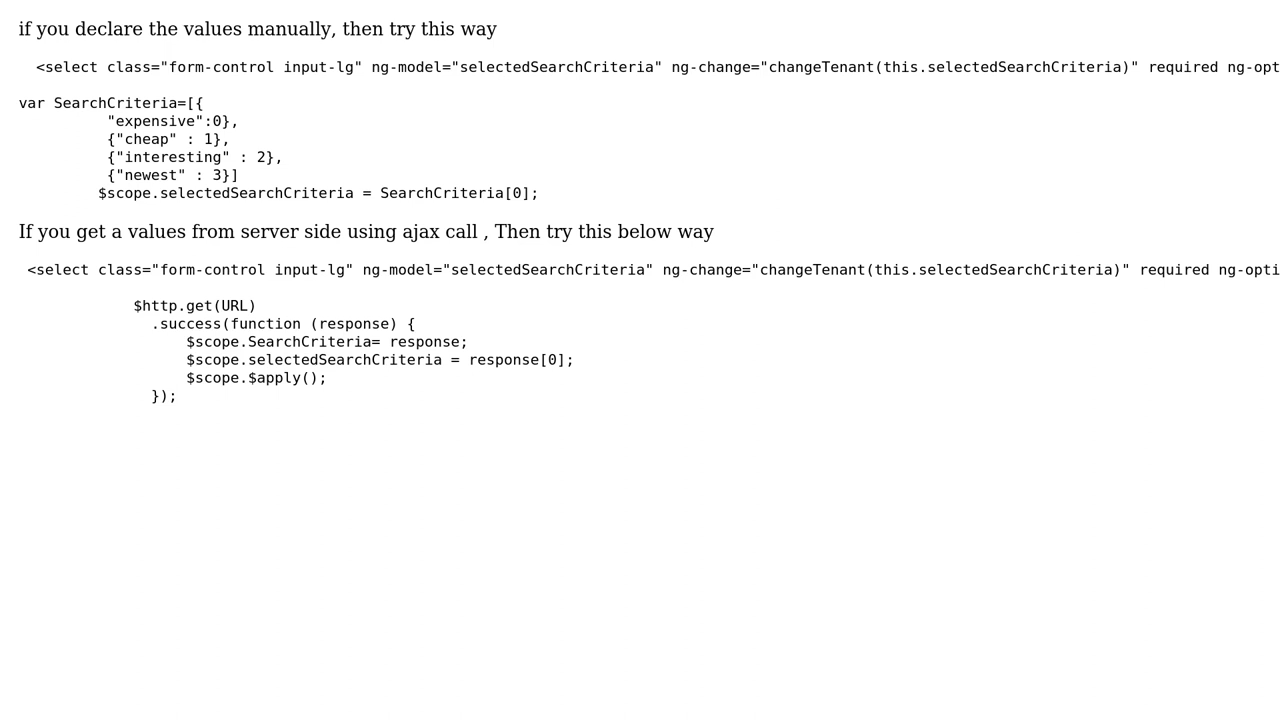 if you declare the values manually, then try this way
<select class="form-control input-lg" ng-model="selectedSearchCriteria" ng-change="changeTenant(this.selectedSearchCriteria)" required ng-opt
var SearchCriteria=[{
"expensive":0},
{"cheap" : 1},
{"interesting" : 2},
{"newest" : 3}]
$scope.selectedSearchCriteria = SearchCriteria[0];
If you get a values from server side using ajax call , Then try this below way
<select class="form-control input-lg" ng-model="selectedSearchCriteria" ng-change="changeTenant(this.selectedSearchCriteria)" required ng-opti
$http.get(URL)
.success(function (response) {
$scope.SearchCriteria= response;
$scope.selectedSearchCriteria = response[0];
$scope.$apply();
});